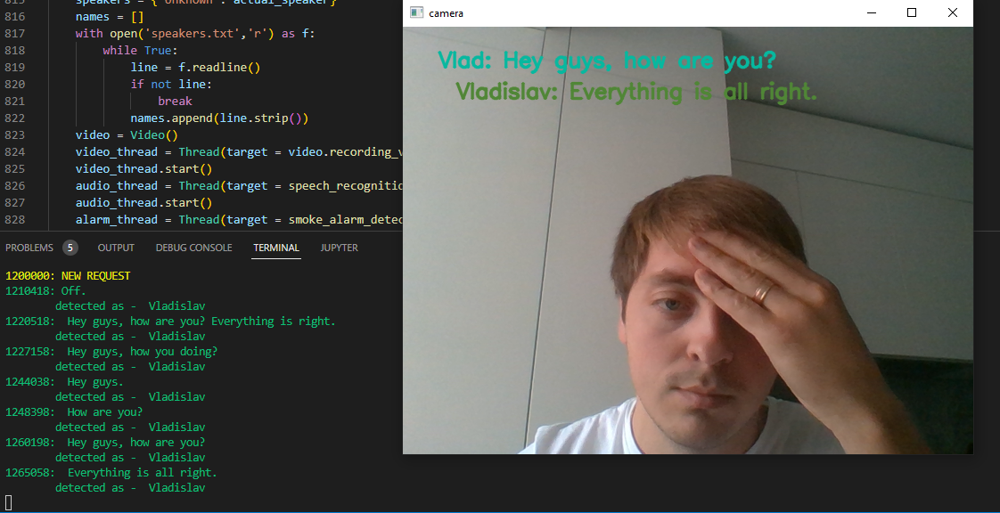 815 speakers = {"unknown": actual_speaker}
816 names = []
817 with open('speakers.txt','r') as f:
818 while True:
819 line = f.readline()
820 if not line:
821 break
822 names.append(line.strip())
823 video = Video()
824 video_thread = Thread(target = video.recording_v
825 video_thread.start()
826 audio_thread = Thread(target = speech_recognitio
827 audio_thread.start()
828 alarm_thread = Thread(target = smoke_alarm_detec
PROBLEMS 5 OUTPUT DEBUG CONSOLE TERMINAL JUPYTER
1200000: NEW REQUEST
1210418: Off.
detected as - Vladislav
1220518: Hey guys, how are you? Everything is right.
detected as - Vladislav
1227158: Hey guys, how you doing?
detected as - Vladislav
1244038: Hey guys.
detected as - Vladislav
1248398: How are you?
detected as - Vladislav
1260198: Hey guys, how are you?
detected as - Vladislav
1265058: Everything is all right.
detected as - Vladislav
camera
Vlad: Hey guys, how are you?
Vladislav: Everything is all right.